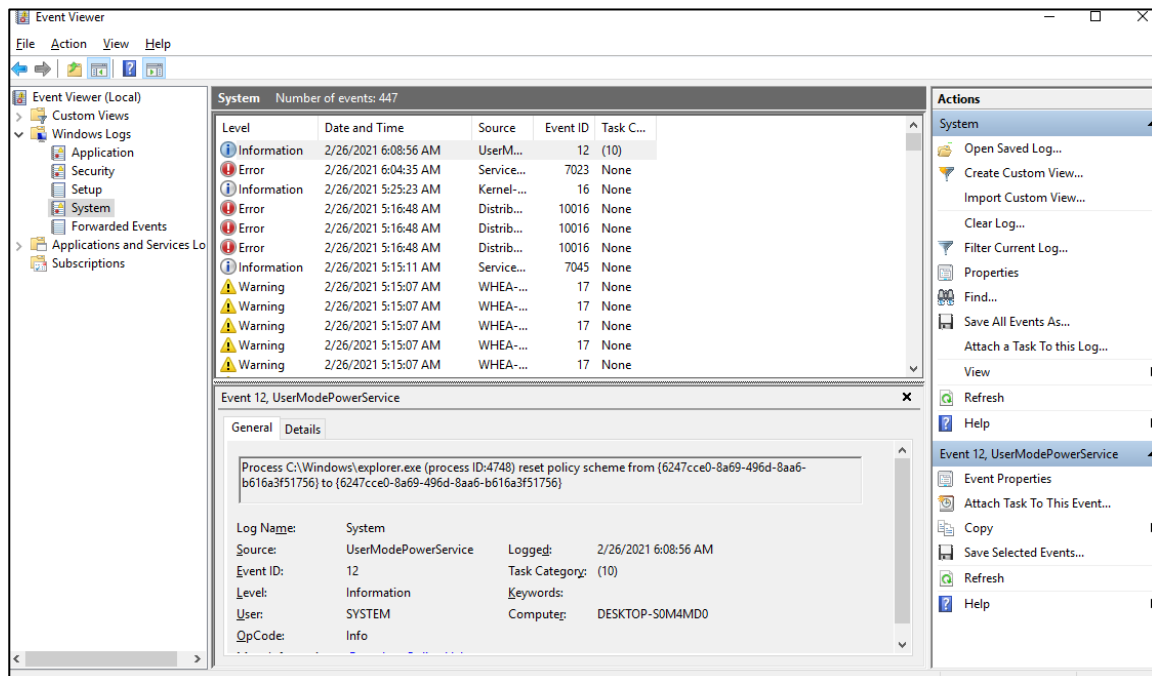 Event Viewer
File Action View Help
Event Viewer (Local)
Custom Views
Windows Logs
Application
Security
Setup
System
Forwarded Events
Applications and Services Lo
Subscriptions
System Number of events: 447
Level Date and Time Source Event ID Task C...
Information 2/26/2021 6:08:56 AM UserM... 12 (10)
Error 2/26/2021 6:04:35 AM Service... 7023 None
Information 2/26/2021 5:25:23 AM Kernel-... 16 None
Error 2/26/2021 5:16:48 AM Distrib... 10016 None
Error 2/26/2021 5:16:48 AM Distrib... 10016 None
Error 2/26/2021 5:16:48 AM Distrib... 10016 None
Information 2/26/2021 5:15:11 AM Service... 7045 None
Warning 2/26/2021 5:15:07 AM WHEA-... 17 None
Warning 2/26/2021 5:15:07 AM WHEA-... 17 None
Warning 2/26/2021 5:15:07 AM WHEA-... 17 None
Warning 2/26/2021 5:15:07 AM WHEA-... 17 None
Warning 2/26/2021 5:15:07 AM WHEA-... 17 None
Event 12, UserModePowerService
General Details
Process C:\Windows\explorer.exe (process ID:4748) reset policy scheme from {6247cce0-8a69-496d-8aa6-
b616a3f51756} to {6247cce0-8a69-496d-8aa6-b616a3f51756}
Log Name: System
Source: UserModePowerService Logged: 2/26/2021 6:08:56 AM
Event ID: 12 Task Category: (10)
Level: Information Keywords:
User: SYSTEM Computer: DESKTOP-S0M4MD0
OpCode: Info
Actions
System
Open Saved Log...
Create Custom View...
Import Custom View...
Clear Log...
Filter Current Log...
Properties
Find...
Save All Events As...
Attach a Task To this Log...
View
Refresh
Help
Event 12, UserModePowerService
Event Properties
Attach Task To This Event...
Copy
Save Selected Events...
Refresh
Help